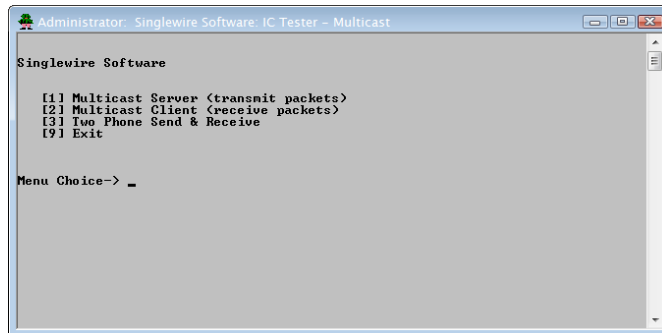 Administrator: Singlewire Software: IC Tester – Multicast
Singlewire Software
[1] Multicast Server (transmit packets)
[2] Multicast Client (receive packets)
[3] Two Phone Send & Receive
[9] Exit
Menu Choice-> _